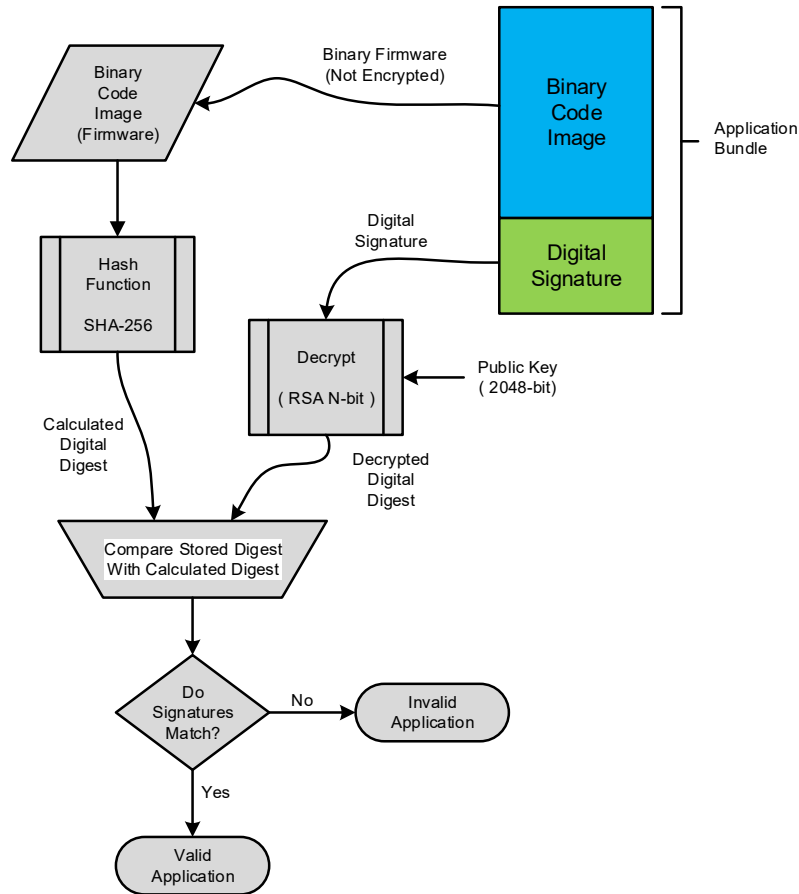 Binary Firmware
(Not Encrypted)
Binary
Code
Image
(Firmware)
Binary
Code
Image
Application
Bundle
Digital
Signature
Digital
Signature
Hash
Function
SHA-256
Decrypt
( RSA N-bit )
Public Key
( 2048-bit)
Calculated
Digital
Digest
Decrypted
Digital
Digest
Compare Stored Digest
With Calculated Digest
Do
Signatures
Match?
No
Invalid
Application
Yes
Valid
Application